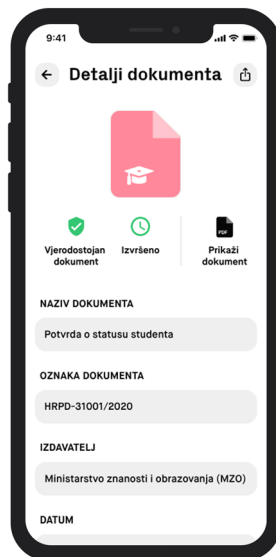 9:41
Detalji dokumenta
Vjerodostojan
dokument
Izvršeno
PDF
Prikaži
dokument
NAZIV DOKUMENTA
Potvrda o statusu studenta
OZNAKA DOKUMENTA
HRPD-31001/2020
IZDAVATELJ
Ministarstvo znanosti i obrazovanja (MZO)
DATUM